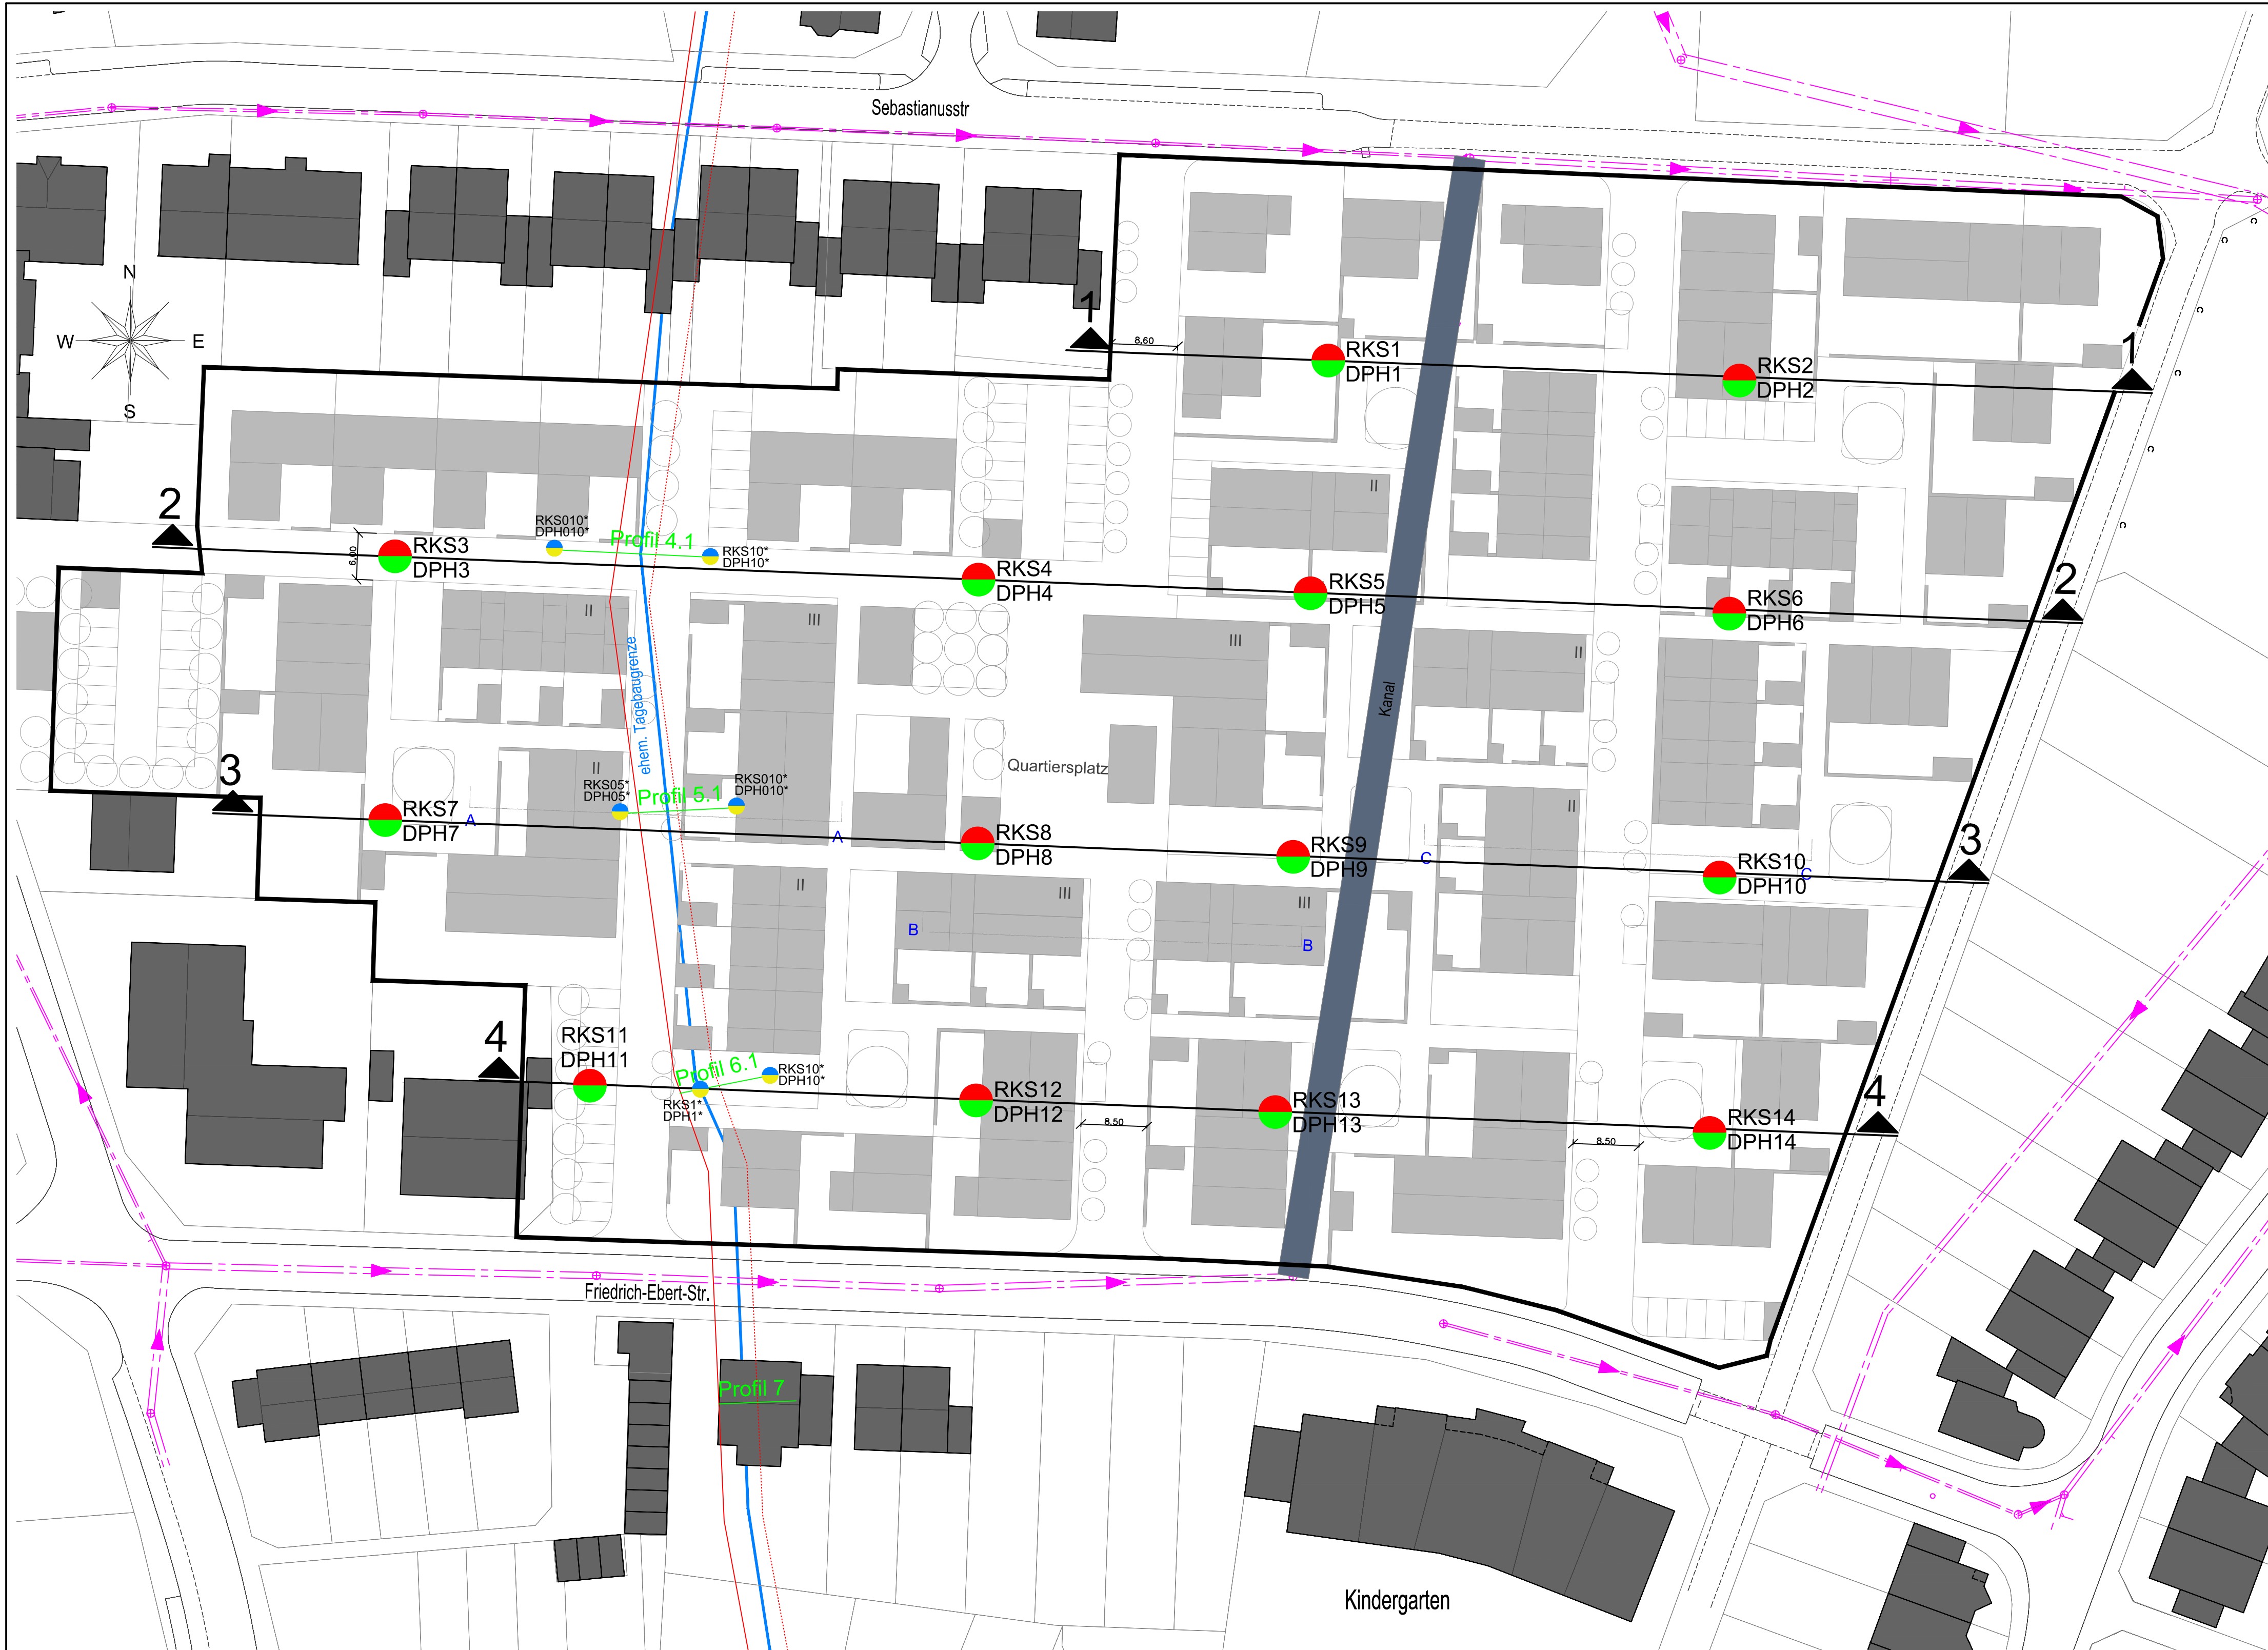 Sebastianusstr
N
W E
S
1
8,60
RKS1
DPH1
RKS2
DPH2
1
II
2
6,00
RKS3
DPH3
RKS010*
DPH010*
Profil 4.1
RKS10*
DPH10*
RKS4
DPH4
RKS5
DPH5
RKS6
DPH6
2
II
III
III
II
ehem. Tagebaugrenze
Kanal
Quartiersplatz
3
II
RKS05*
DPH05*
Profil 5.1
RKS010*
DPH010*
II
RKS7
DPH7
A
A
RKS8
DPH8
RKS9
DPH9
C
RKS10
DPH10
C
3
II
III
III
B
B
4
RKS11
DPH11
Profil 6.1
RKS10*
DPH10*
RKS1*
DPH1*
RKS12
DPH12
8,50
RKS13
DPH13
8,50
RKS14
DPH14
4
Friedrich-Ebert-Str.
Profil 7
Kindergarten